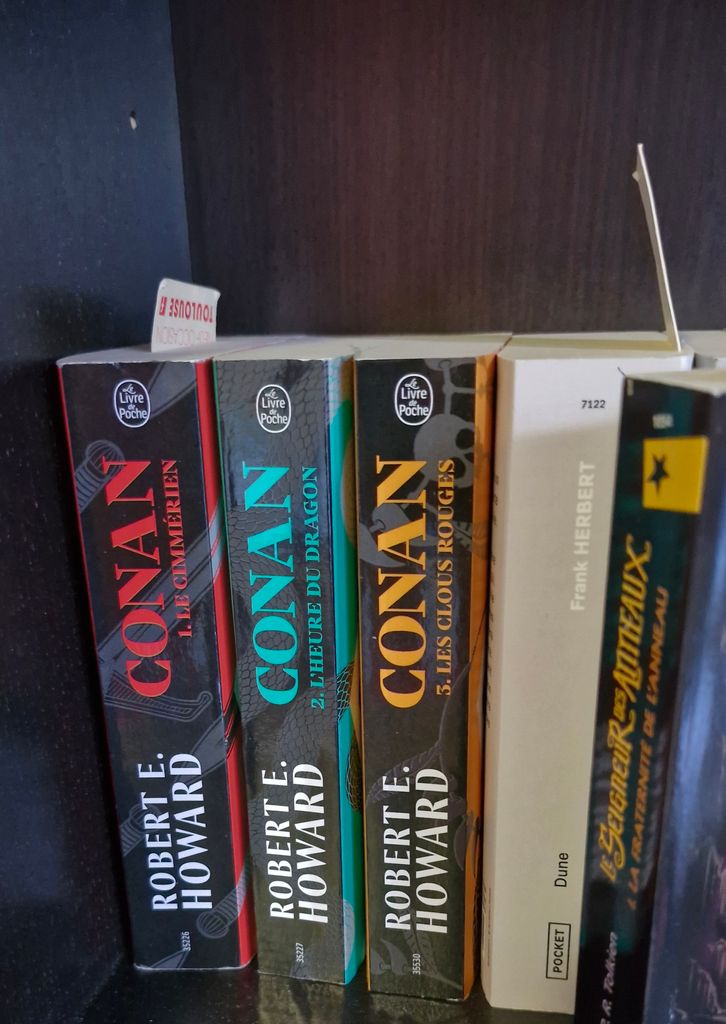 TOULOUSE
OCCASION
Le
Livre
de
Poche
CONAN
1. LE CIMMÉRIEN
ROBERT E.
HOWARD
35226
Le
Livre
de
Poche
CONAN
2. L'HEURE DU DRAGON
ROBERT E.
HOWARD
35227
Le
Livre
de
Poche
CONAN
3. LES CLOUS ROUGES
ROBERT E.
HOWARD
35530
7122
Frank HERBERT
Dune
POCKET
LE SEIGNEUR DES ANNEAUX
LA FRATERNITÉ DE L'ANNEAU
R. Tolkien